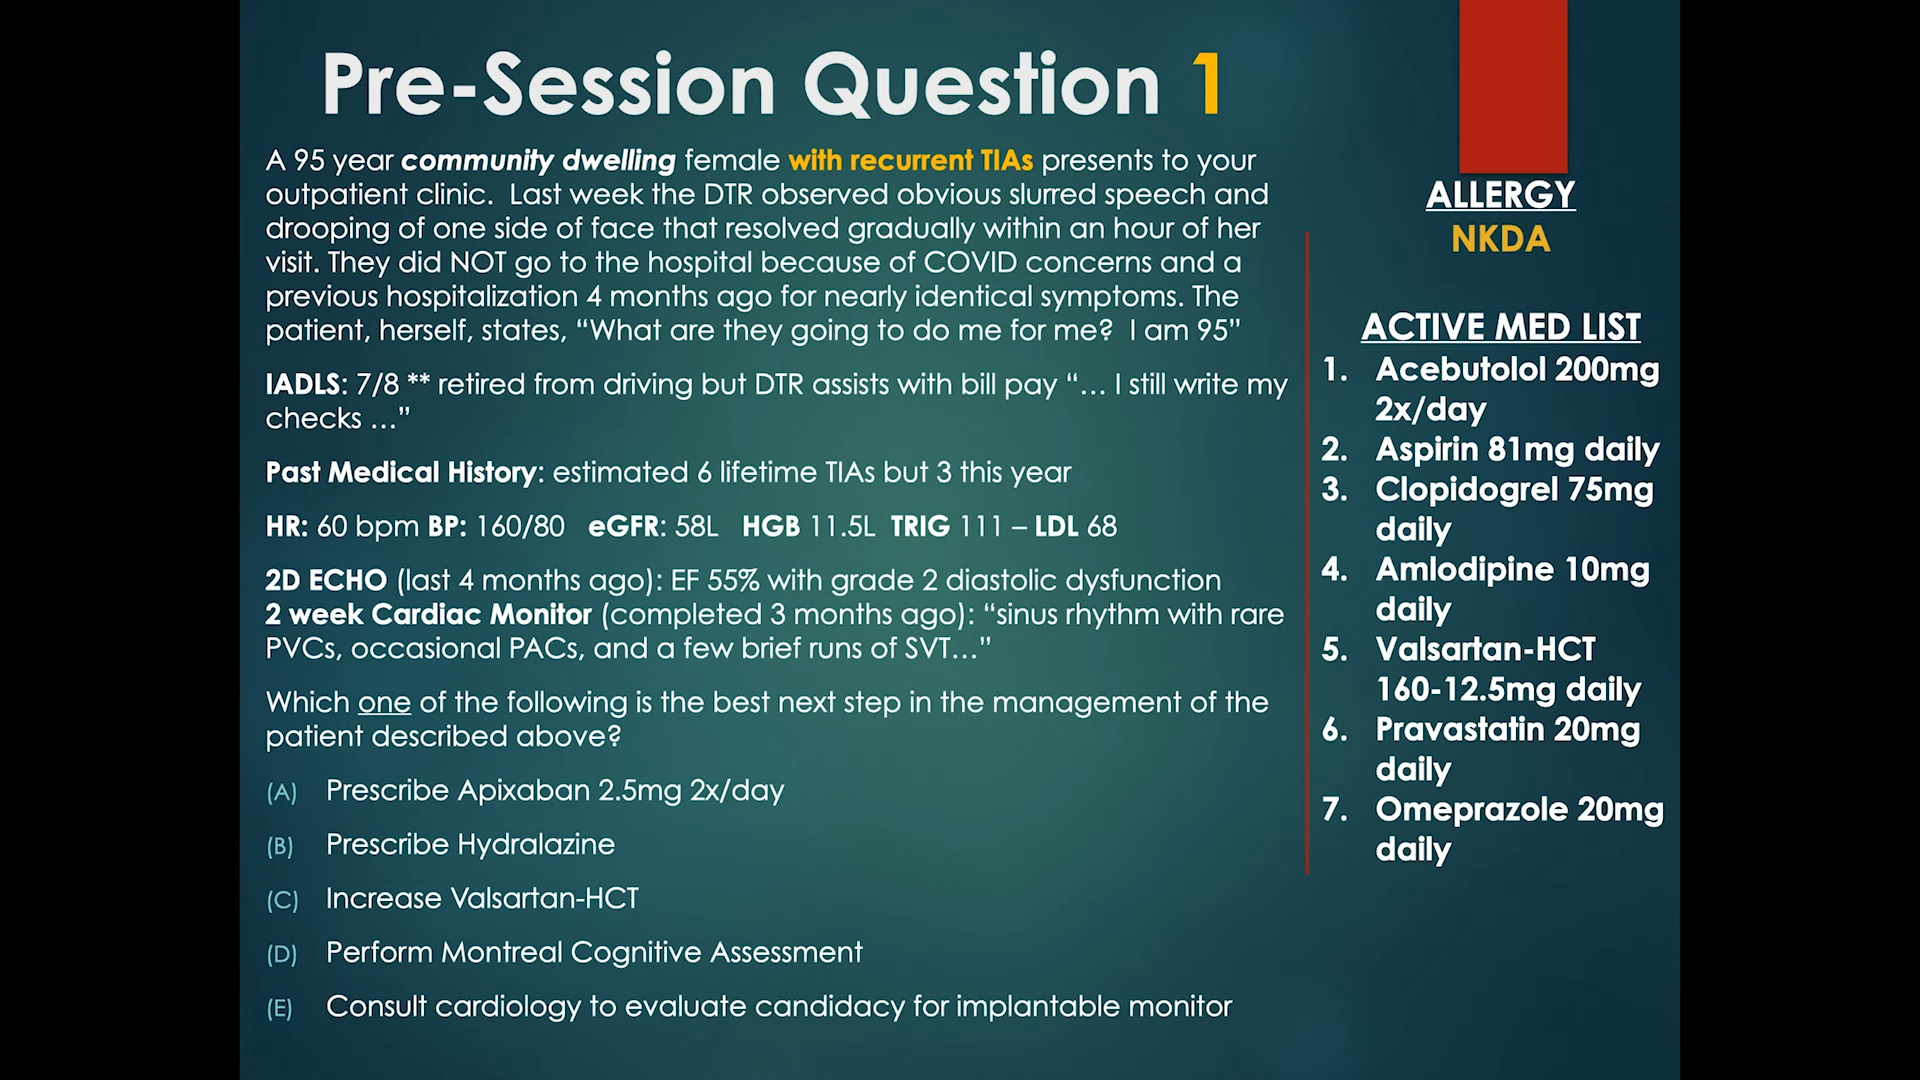 Pre-Session Question 1
A 95 year community dwelling female with recurrent TIAs presents to your
outpatient clinic. Last week the DTR observed obvious slurred speech and
drooping of one side of face that resolved gradually within an hour of her
visit. They did NOT go to the hospital because of COVID concerns and a
previous hospitalization 4 months ago for nearly identical symptoms. The
patient, herself, states, “What are they going to do me for me? I am 95”
IADLS: 7/8 ** retired from driving but DTR assists with bill pay “… I still write my
checks …”
Past Medical History: estimated 6 lifetime TIAs but 3 this year
HR: 60 bpm BP: 160/80 eGFR: 58L HGB 11.5L TRIG 111 – LDL 68
2D ECHO (last 4 months ago): EF 55% with grade 2 diastolic dysfunction
2 week Cardiac Monitor (completed 3 months ago): “sinus rhythm with rare
PVCs, occasional PACs, and a few brief runs of SVT…”
Which one of the following is the best next step in the management of the
patient described above?
(A) Prescribe Apixaban 2.5mg 2x/day
(B) Prescribe Hydralazine
(C) Increase Valsartan-HCT
(D) Perform Montreal Cognitive Assessment
(E) Consult cardiology to evaluate candidacy for implantable monitor
ALLERGY
NKDA
ACTIVE MED LIST
1. Acebutolol 200mg
2x/day
2. Aspirin 81mg daily
3. Clopidogrel 75mg
daily
4. Amlodipine 10mg
daily
5. Valsartan-HCT
160-12.5mg daily
6. Pravastatin 20mg
daily
7. Omeprazole 20mg
daily